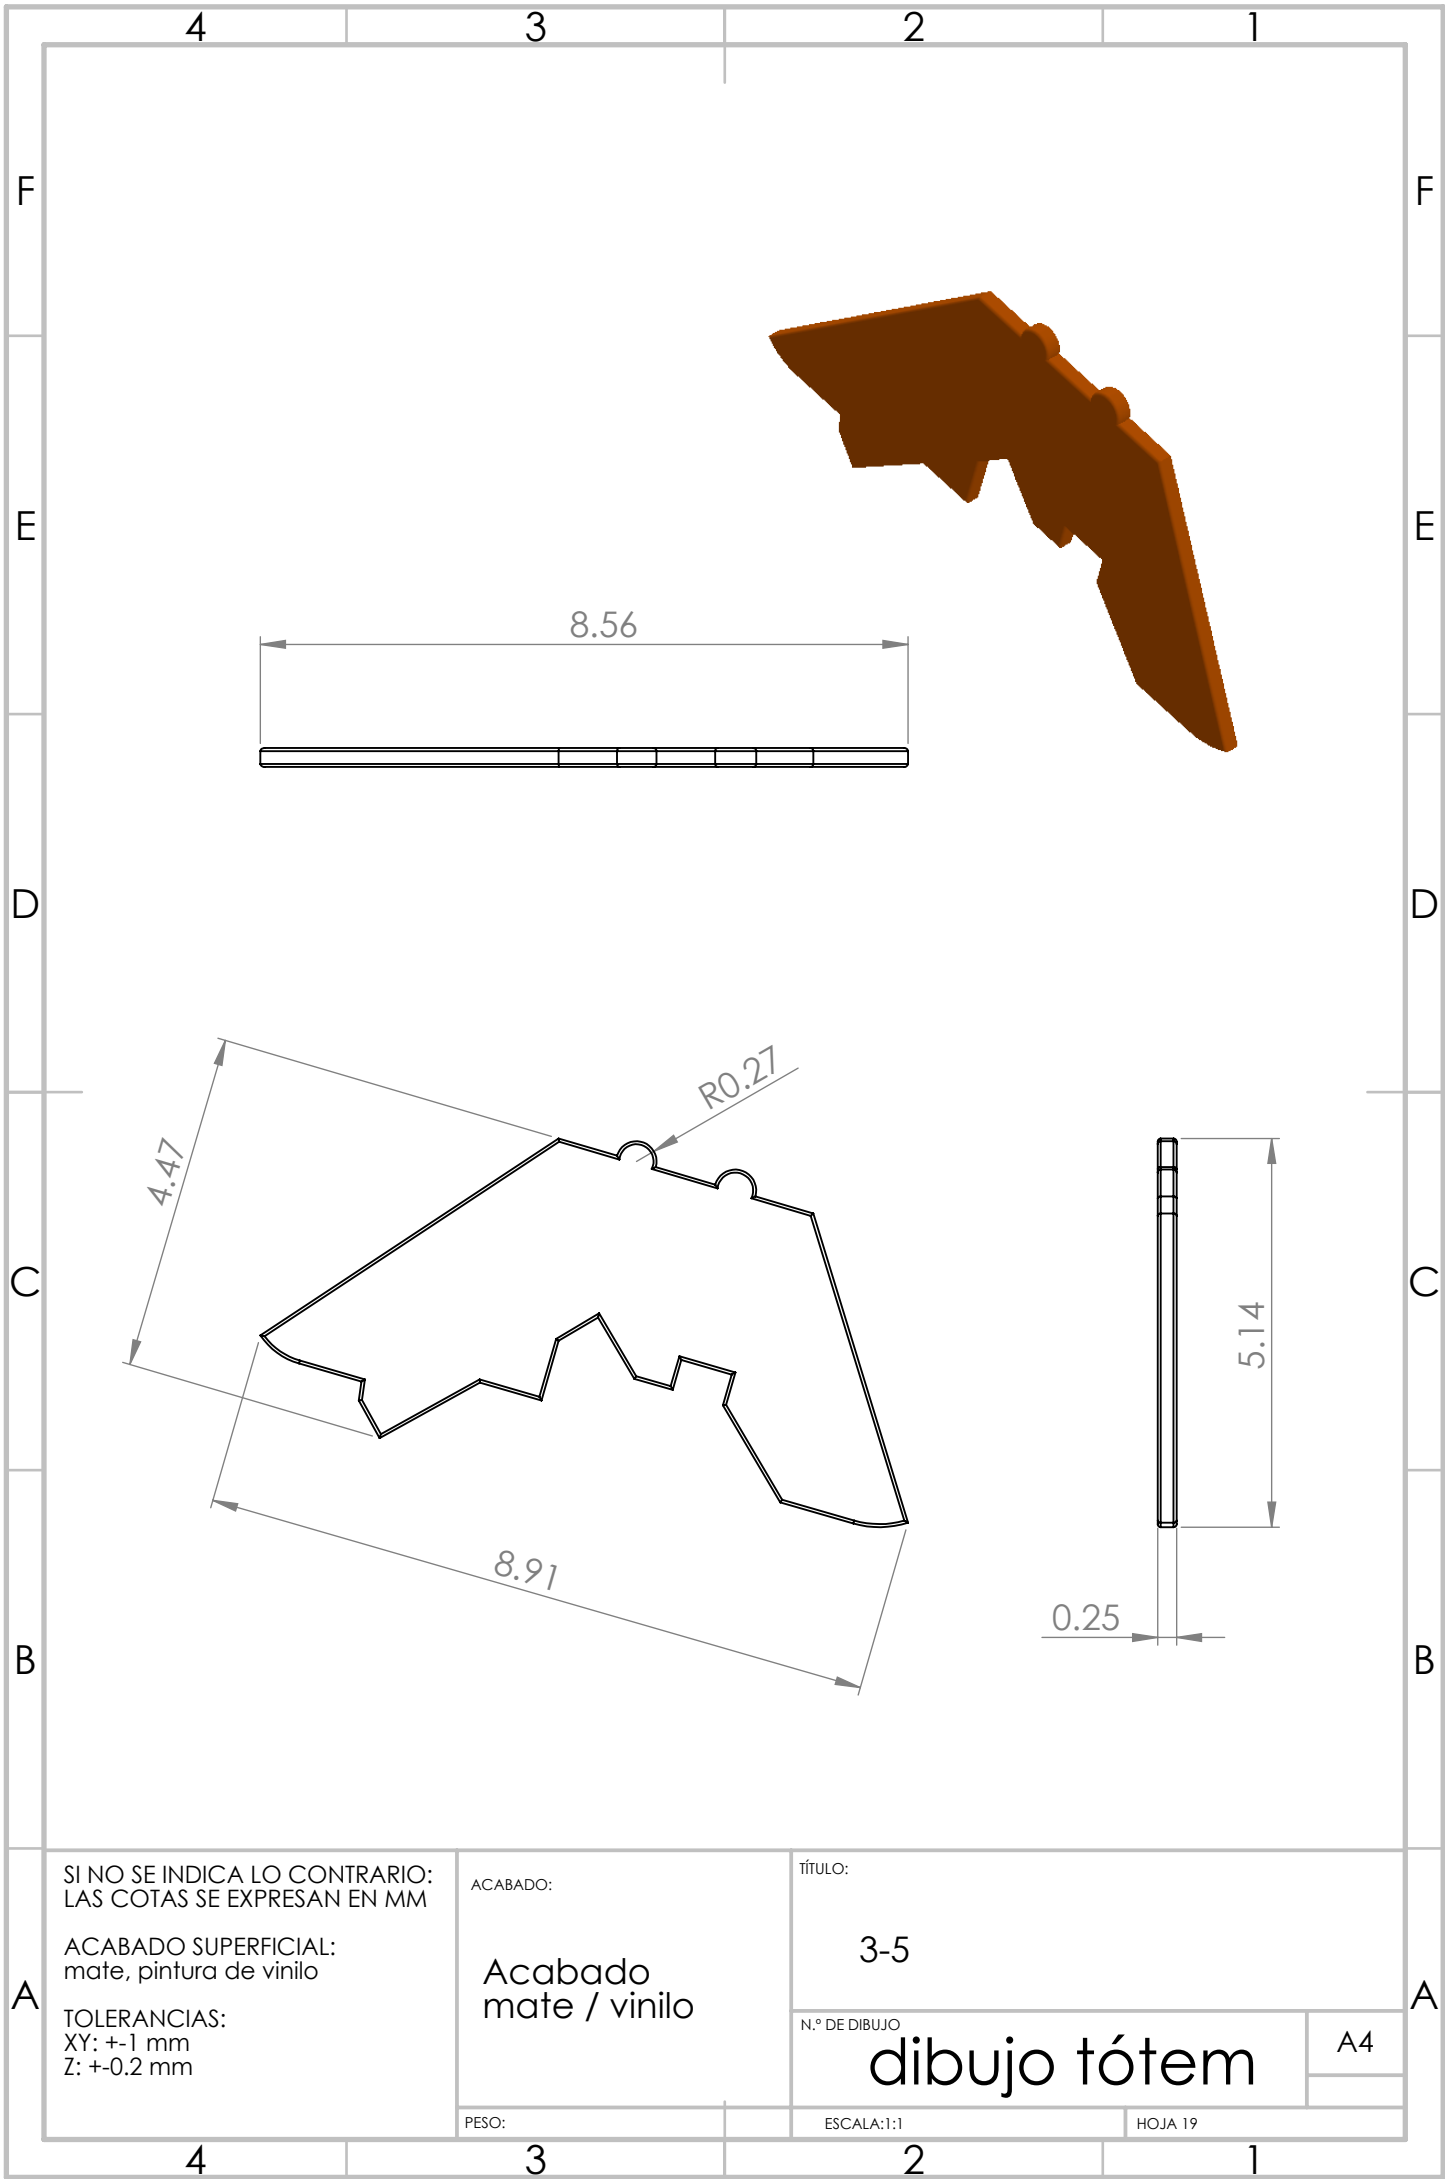 4 3 2 1
F F
E E
8.56
D D
R0.27
4.47
C C
5.14
8.91
0.25
B B
SI NO SE INDICA LO CONTRARIO:
LAS COTAS SE EXPRESAN EN MM
ACABADO SUPERFICIAL:
mate, pintura de vinilo
TOLERANCIAS:
XY: +-1 mm
Z: +-0.2 mm
ACABADO:
Acabado
mate / vinilo
PESO:
TÍTULO:
3-5
N.º DE DIBUJO
dibujo tótem
A4
ESCALA:1:1
HOJA 19
A A
4 3 2 1